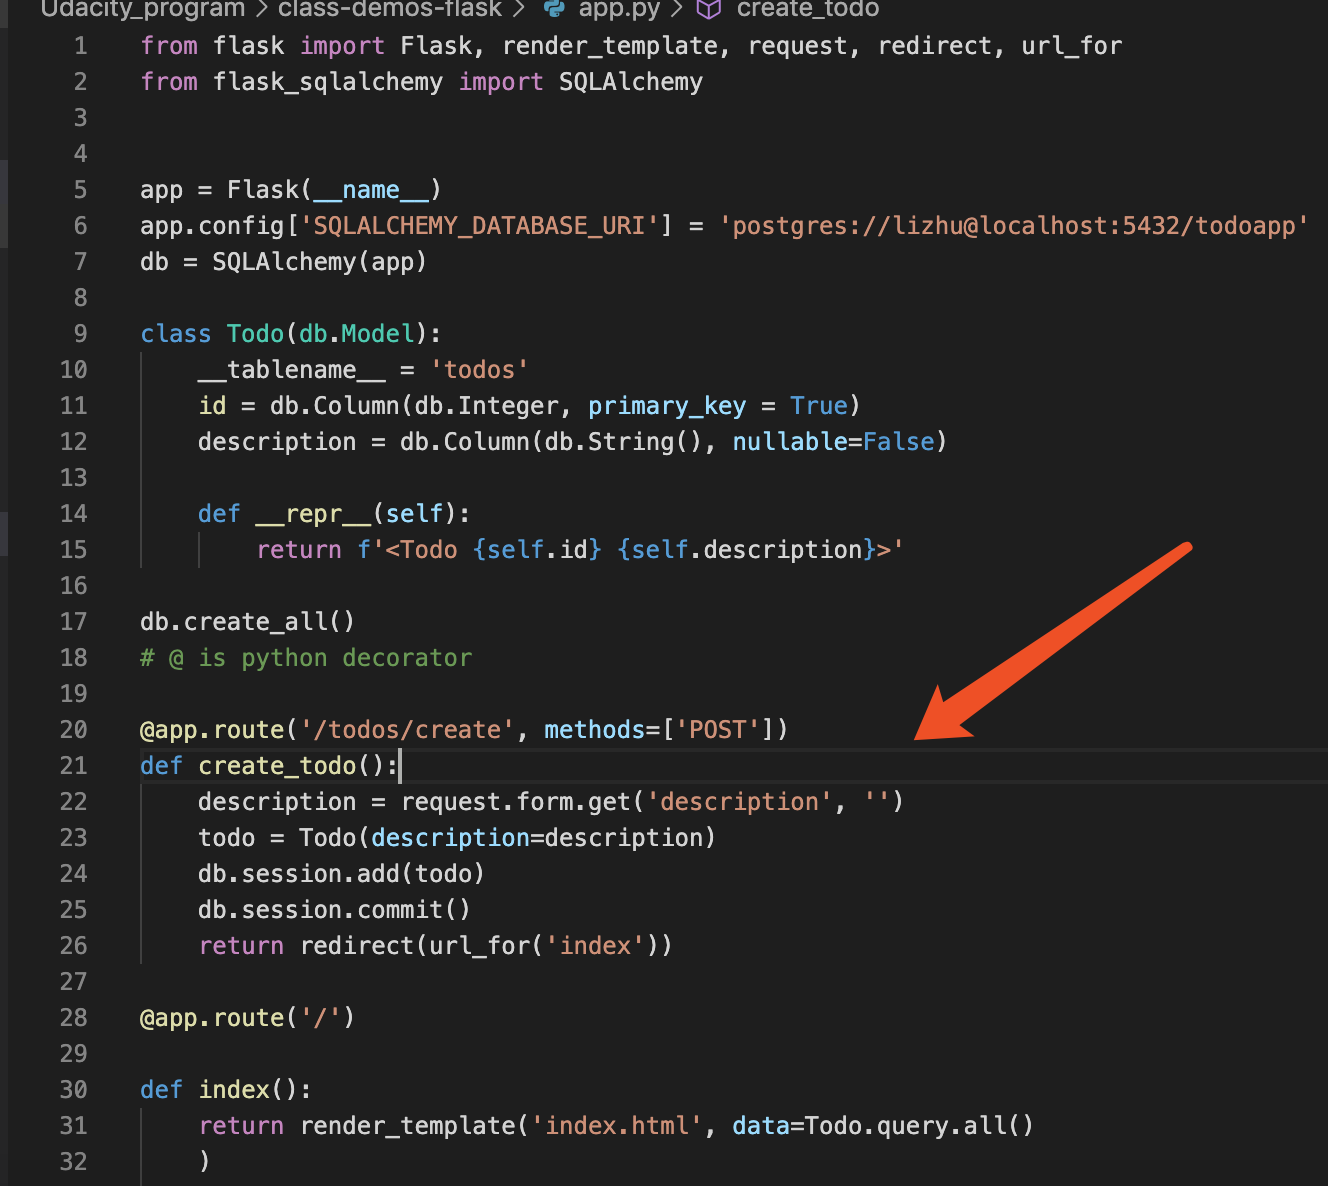 Udacity_program > class-demos-flask > app.py > create_todo
1 from flask import Flask, render_template, request, redirect, url_for
2 from flask_sqlalchemy import SQLAlchemy
3
4
5 app = Flask(__name__)
6 app.config['SQLALCHEMY_DATABASE_URI'] = 'postgres://lizhu@localhost:5432/todoapp'
7 db = SQLAlchemy(app)
8
9 class Todo(db.Model):
10     __tablename__ = 'todos'
11     id = db.Column(db.Integer, primary_key = True)
12     description = db.Column(db.String(), nullable=False)
13
14     def __repr__(self):
15         return f'<Todo {self.id} {self.description}>'
16
17 db.create_all()
18 # @ is python decorator
19
20 @app.route('/todos/create', methods=['POST'])
21 def create_todo():
22     description = request.form.get('description', '')
23     todo = Todo(description=description)
24     db.session.add(todo)
25     db.session.commit()
26     return redirect(url_for('index'))
27
28 @app.route('/')
29
30 def index():
31     return render_template('index.html', data=Todo.query.all()
32     )